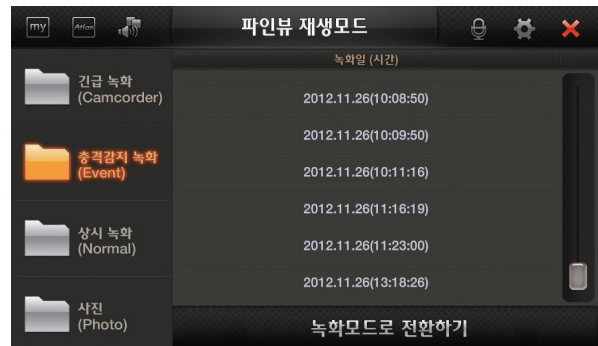 my
Atlan
파인뷰 재생모드
긴급 녹화
(Camcorder)
충격감지 녹화
(Event)
상시 녹화
(Normal)
사진
(Photo)
녹화일 (시간)
2012.11.26(10:08:50)
2012.11.26(10:09:50)
2012.11.26(10:11:16)
2012.11.26(11:16:19)
2012.11.26(11:23:00)
2012.11.26(13:18:26)
녹화모드로 전환하기